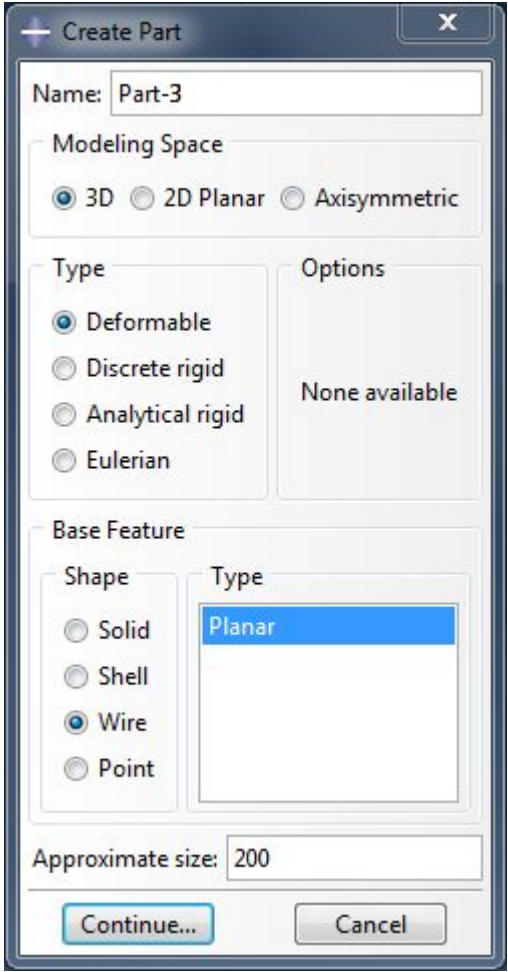 Create Part
X
Name: Part-3
Modeling Space
3D 2D Planar Axisymmetric
Type
Deformable
Discrete rigid
Analytical rigid
Eulerian
Options
None available
Base Feature
Shape
Solid
Shell
Wire
Point
Type
Planar
Approximate size: 200
Continue... Cancel